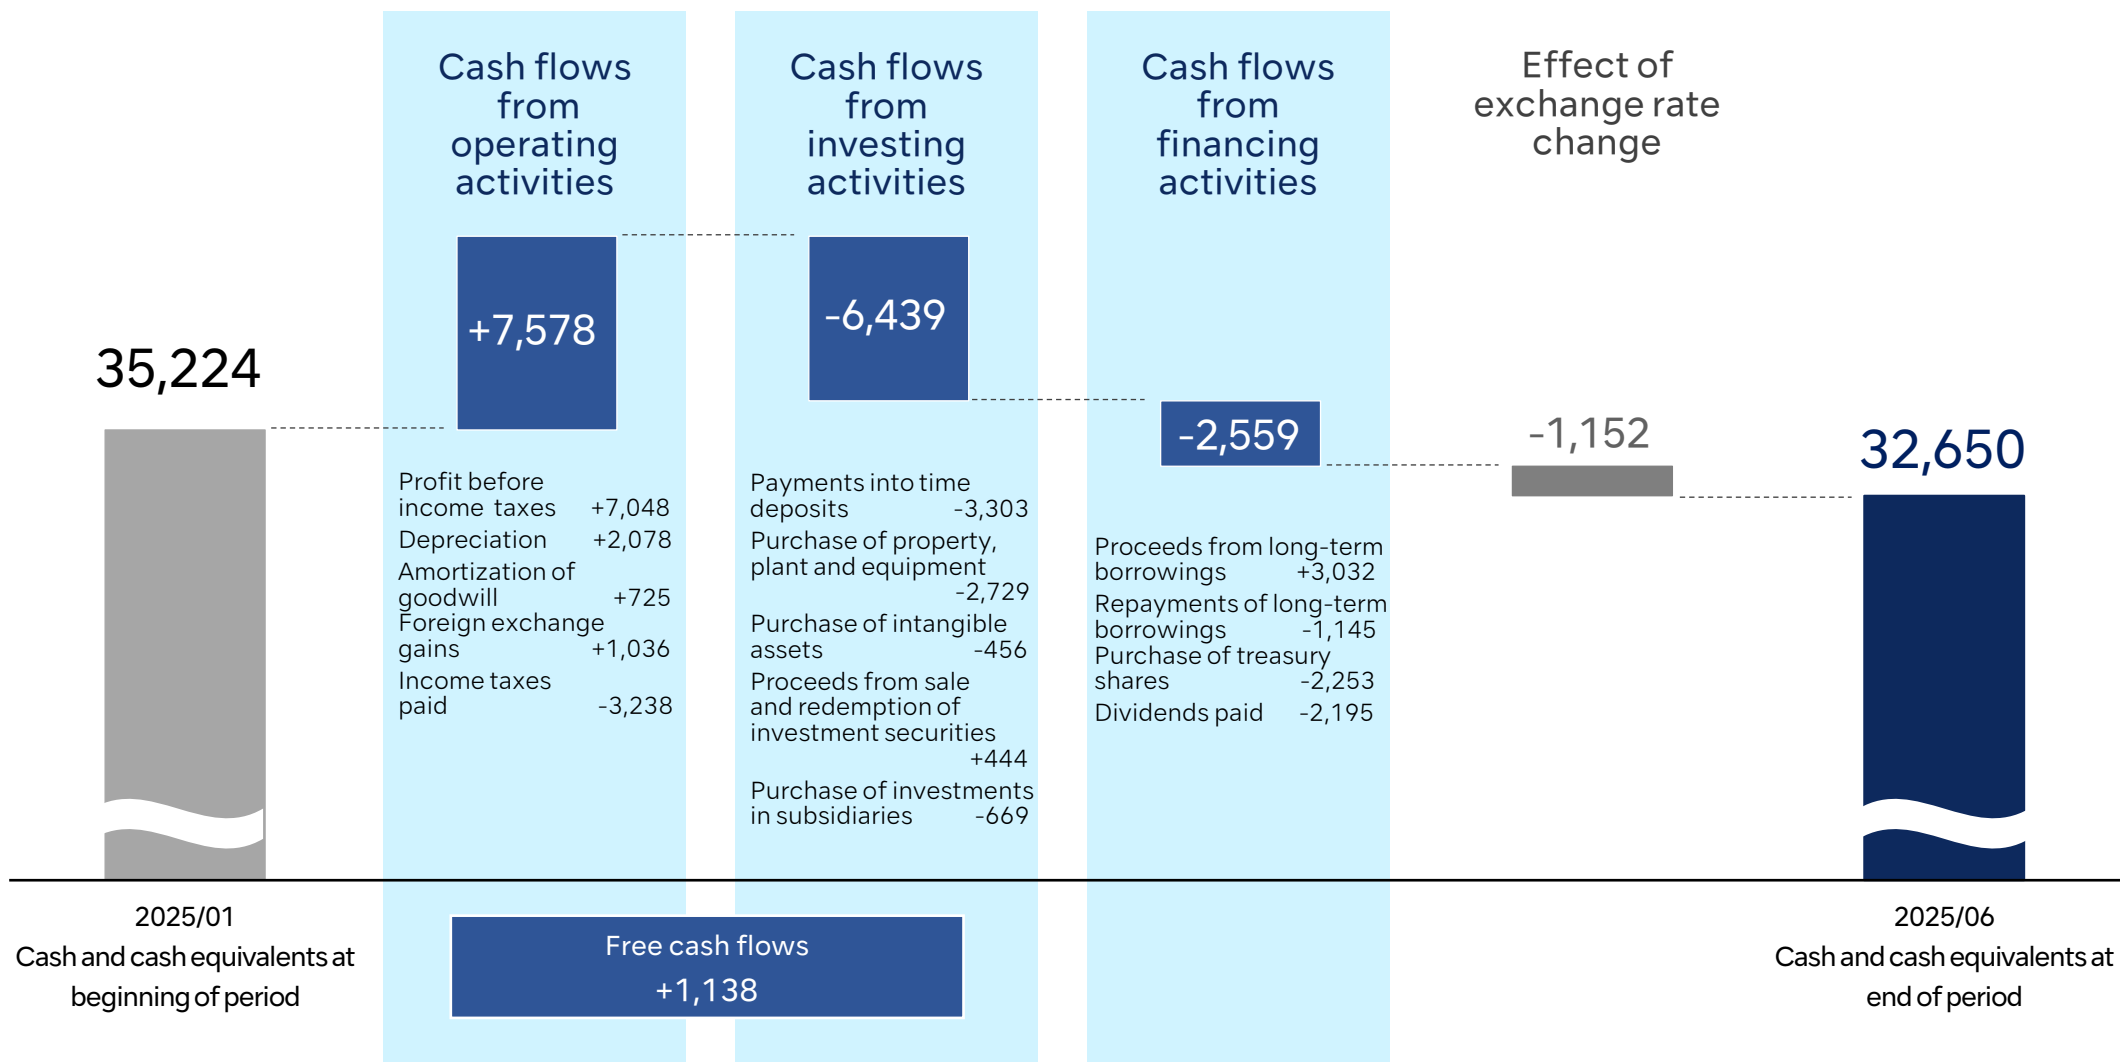 Cash flows
from
operating
activities
Cash flows
from
investing
activities
Cash flows
from
financing
activities
Effect of
exchange rate
change
35,224
+7,578
-6,439
-2,559
-1,152
32,650
Profit before
income taxes +7,048
Depreciation +2,078
Amortization of
goodwill +725
Foreign exchange
gains +1,036
Income taxes
paid -3,238
Payments into time
deposits -3,303
Purchase of property,
plant and equipment
-2,729
Purchase of intangible
assets -456
Proceeds from sale
and redemption of
investment securities
+444
Purchase of investments
in subsidiaries -669
Proceeds from long-term
borrowings +3,032
Repayments of long-term
borrowings -1,145
Purchase of treasury
shares -2,253
Dividends paid -2,195
2025/01
Cash and cash equivalents at
beginning of period
Free cash flows
+1,138
2025/06
Cash and cash equivalents at
end of period